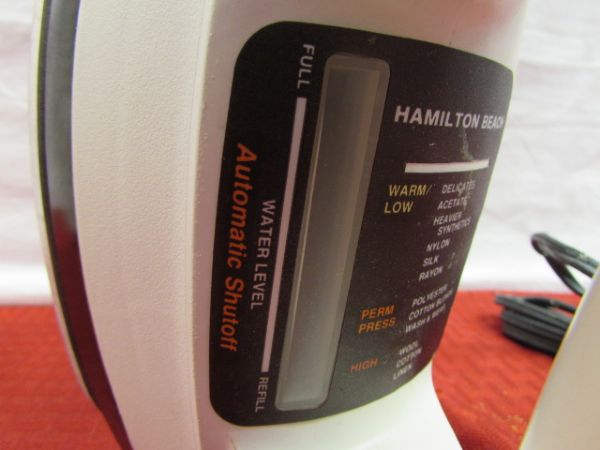 FULL
WATER LEVEL
REFILL
Automatic Shutoff
HAMILTON BEACH
WARM/
LOW
DELICATES
ACETATE
HEAVIER
SYNTHETICS
NYLON
SILK
RAYON
PERM
PRESS
POLYESTER
COTTON BLENDS
WASH & WEAR
HIGH
WOOL
COTTON
LINEN